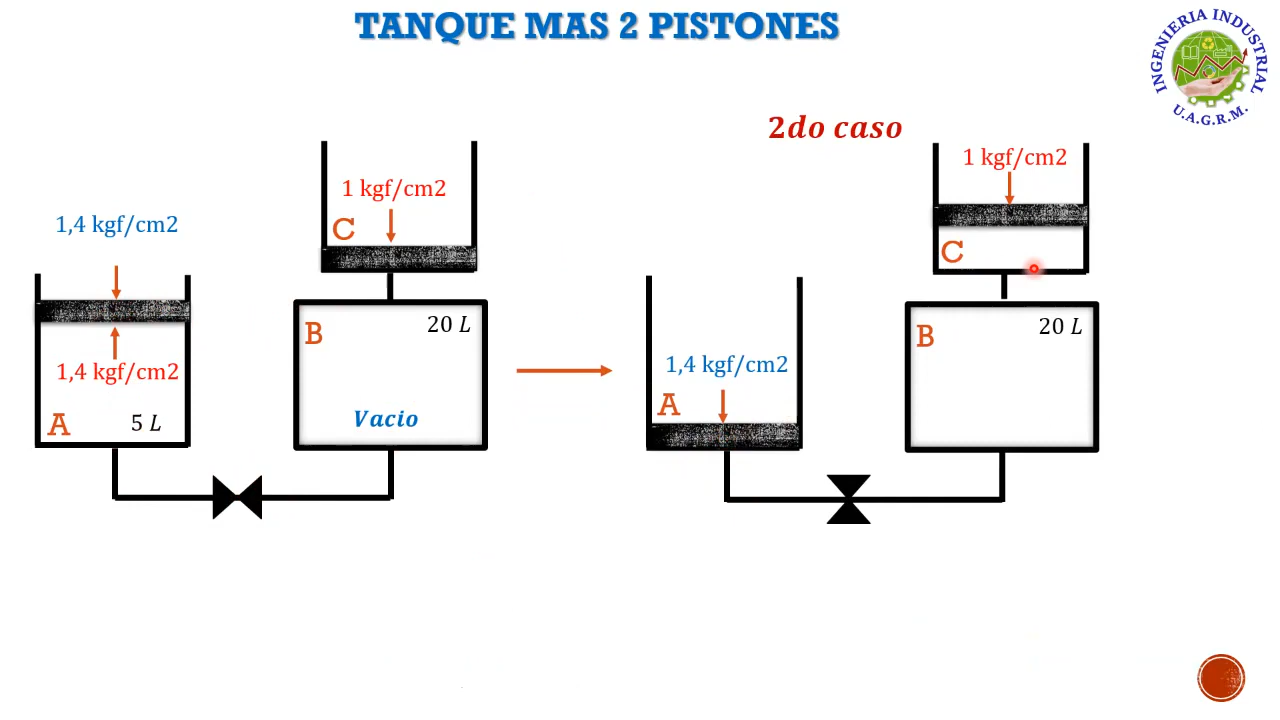 TANQUE MAS 2 PISTONES
INGENIERIA INDUSTRIAL
U.A.G.R.M.
2do caso
1 kgf/cm2
C
1,4 kgf/cm2
1,4 kgf/cm2
A
5 L
B
20 L
Vacio
1 kgf/cm2
C
1,4 kgf/cm2
A
B
20 L